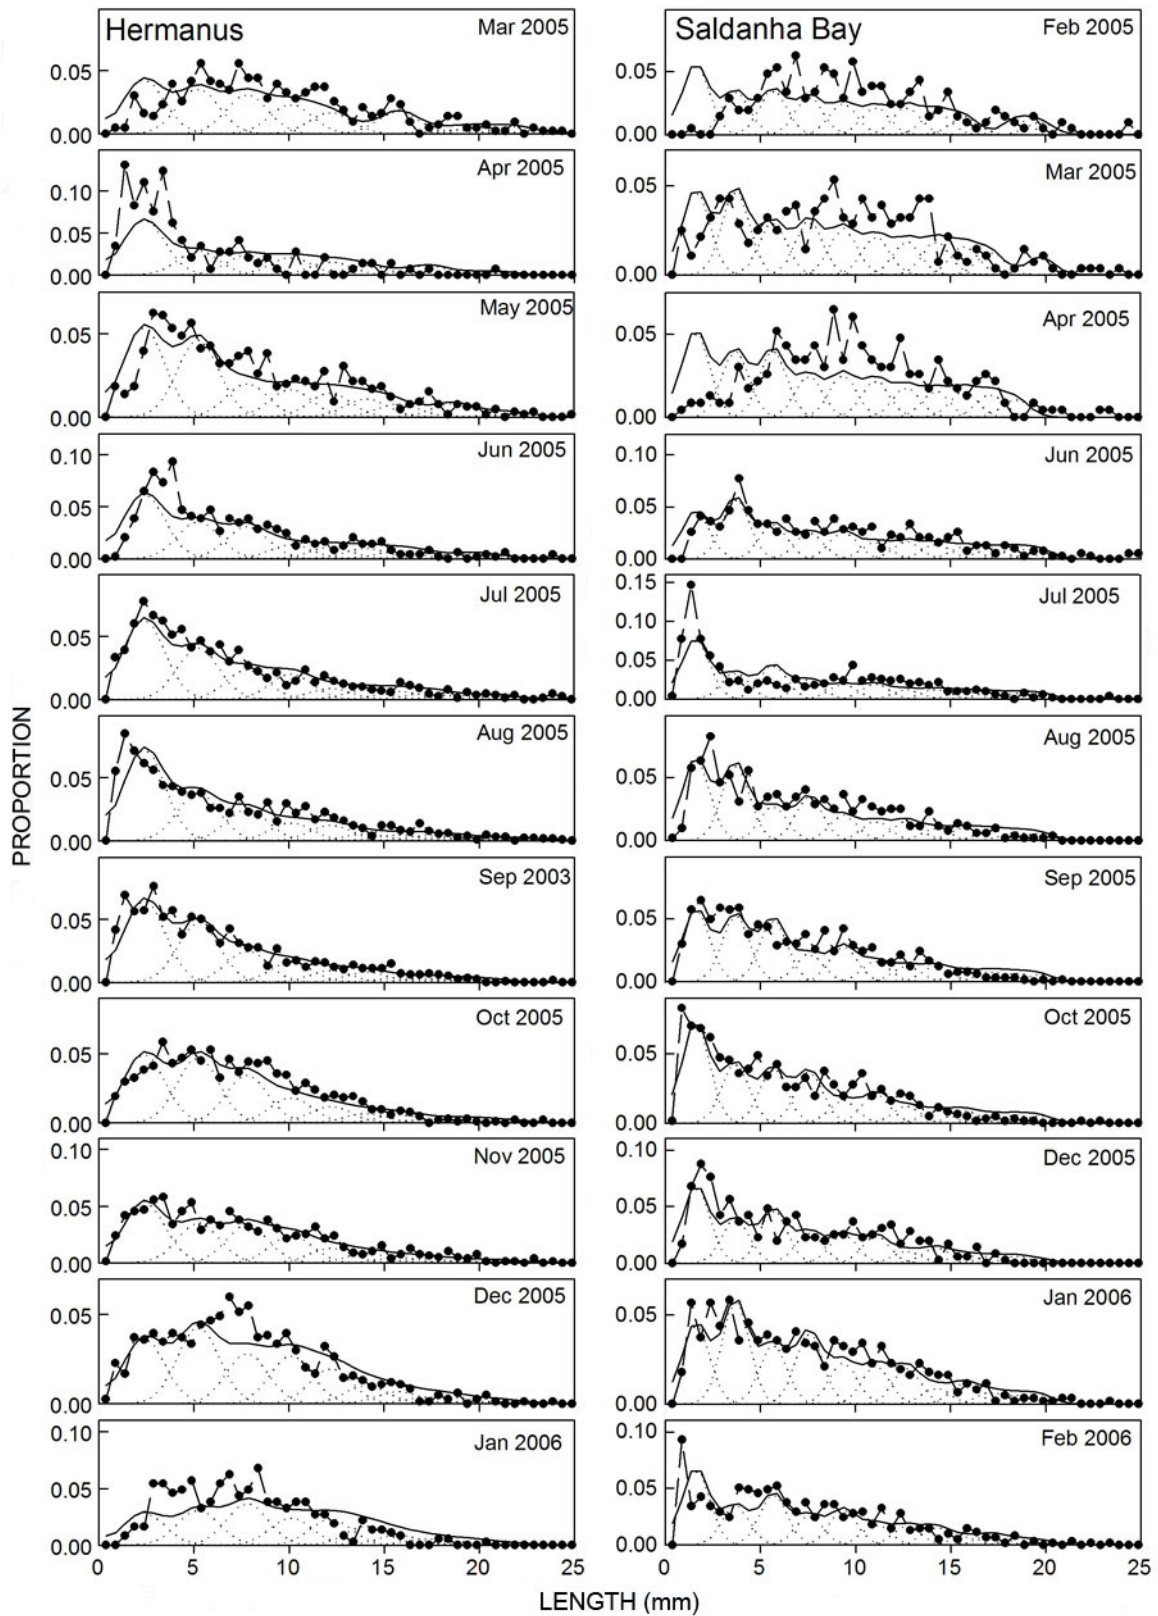 Hermanus
Mar 2005
0.05
0.00
Apr 2005
0.10
0.05
0.00
May 2005
0.05
0.00
Jun 2005
0.10
0.05
0.00
Jul 2005
0.05
0.00
Aug 2005
0.05
0.00
Sep 2003
0.05
0.00
Oct 2005
0.05
0.00
Nov 2005
0.10
0.05
0.00
Dec 2005
0.05
0.00
Jan 2006
0.10
0.05
0.00
0 5 10 15 20 25
Saldanha Bay
Feb 2005
0.05
0.00
Mar 2005
0.05
0.00
Apr 2005
0.05
0.00
Jun 2005
0.10
0.05
0.00
Jul 2005
0.15
0.10
0.05
0.00
Aug 2005
0.05
0.00
Sep 2005
0.05
0.00
Oct 2005
0.05
0.00
Dec 2005
0.10
0.05
0.00
Jan 2006
0.05
0.00
Feb 2006
0.10
0.05
0.00
0 5 10 15 20 25
PROPORTION
LENGTH (mm)